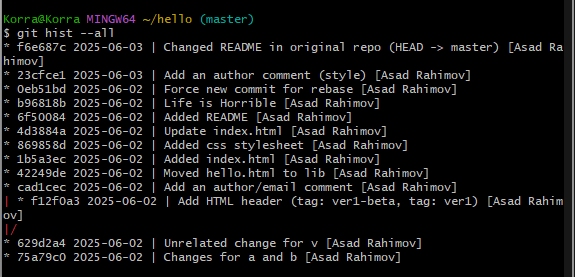 Korra@Korra MINGW64 ~/hello (master)
$ git hist --all
* f6e687c 2025-06-03 | Changed README in original repo (HEAD -> master) [Asad Ra
himov]
* 23cfce1 2025-06-03 | Add an author comment (style) [Asad Rahimov]
* 0eb51bd 2025-06-02 | Force new commit for rebase [Asad Rahimov]
* b96818b 2025-06-02 | Life is Horrible [Asad Rahimov]
* 6f50084 2025-06-02 | Added README [Asad Rahimov]
* 4d3884a 2025-06-02 | Update index.html [Asad Rahimov]
* 869858d 2025-06-02 | Added css stylesheet [Asad Rahimov]
* 1b5a3ec 2025-06-02 | Added index.html [Asad Rahimov]
* 42249de 2025-06-02 | Moved hello.html to lib [Asad Rahimov]
* cad1cec 2025-06-02 | Add an author/email comment [Asad Rahimov]
| * f12f0a3 2025-06-02 | Add HTML header (tag: ver1-beta, tag: ver1) [Asad Rahim
ov]
|/
* 629d2a4 2025-06-02 | Unrelated change for v [Asad Rahimov]
* 75a79c0 2025-06-02 | Changes for a and b [Asad Rahimov]